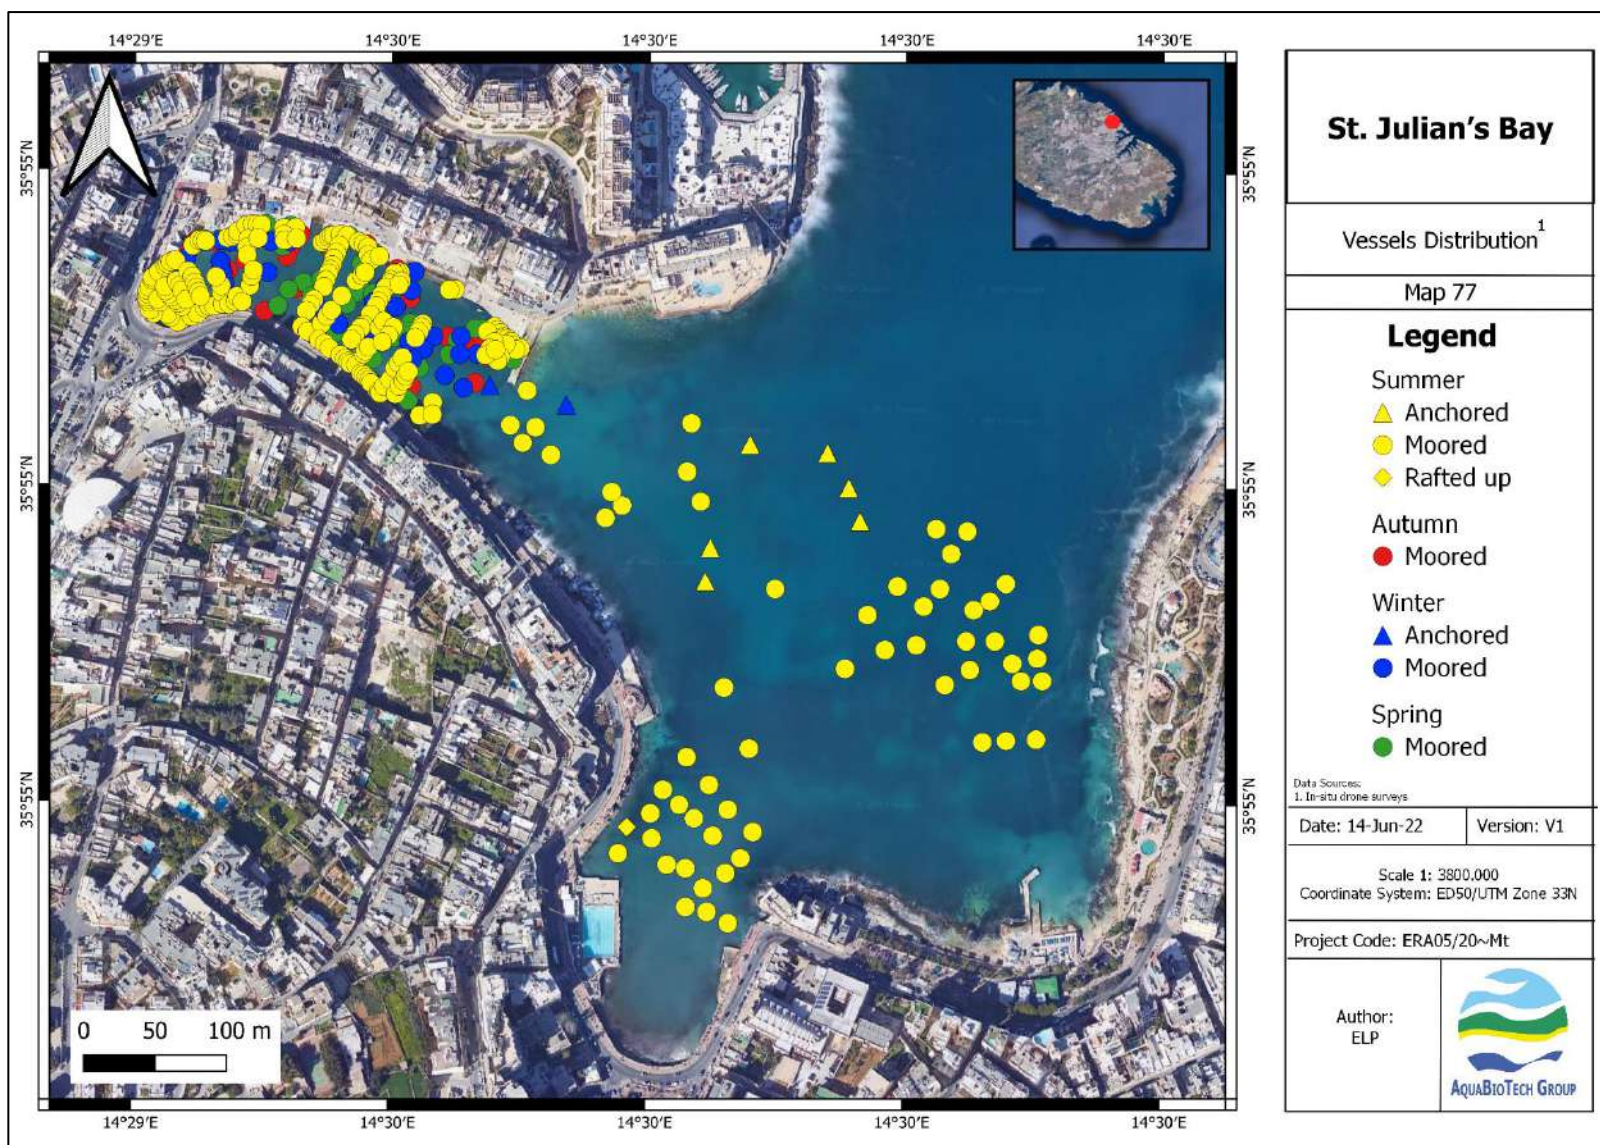 14°29′E 14°30′E 14°30′E 14°30′E 14°30′E
35°55′N 35°55′N
35°55′N 35°55′N
35°55′N 35°55′N
0 50 100 m
14°29′E 14°30′E 14°30′E 14°30′E 14°30′E
St. Julian's Bay
Vessels Distribution1
Map 77
Legend
Summer
Anchored
Moored
Rafted up
Autumn
Moored
Winter
Anchored
Moored
Spring
Moored
Data Sources:
1. In-situ drone surveys
Date: 14-Jun-22 Version: V1
Scale 1: 3800.000
Coordinate System: ED50/UTM Zone 33N
Project Code: ERA05/20~Mt
Author:
ELP
AQUABIOTECH GROUP